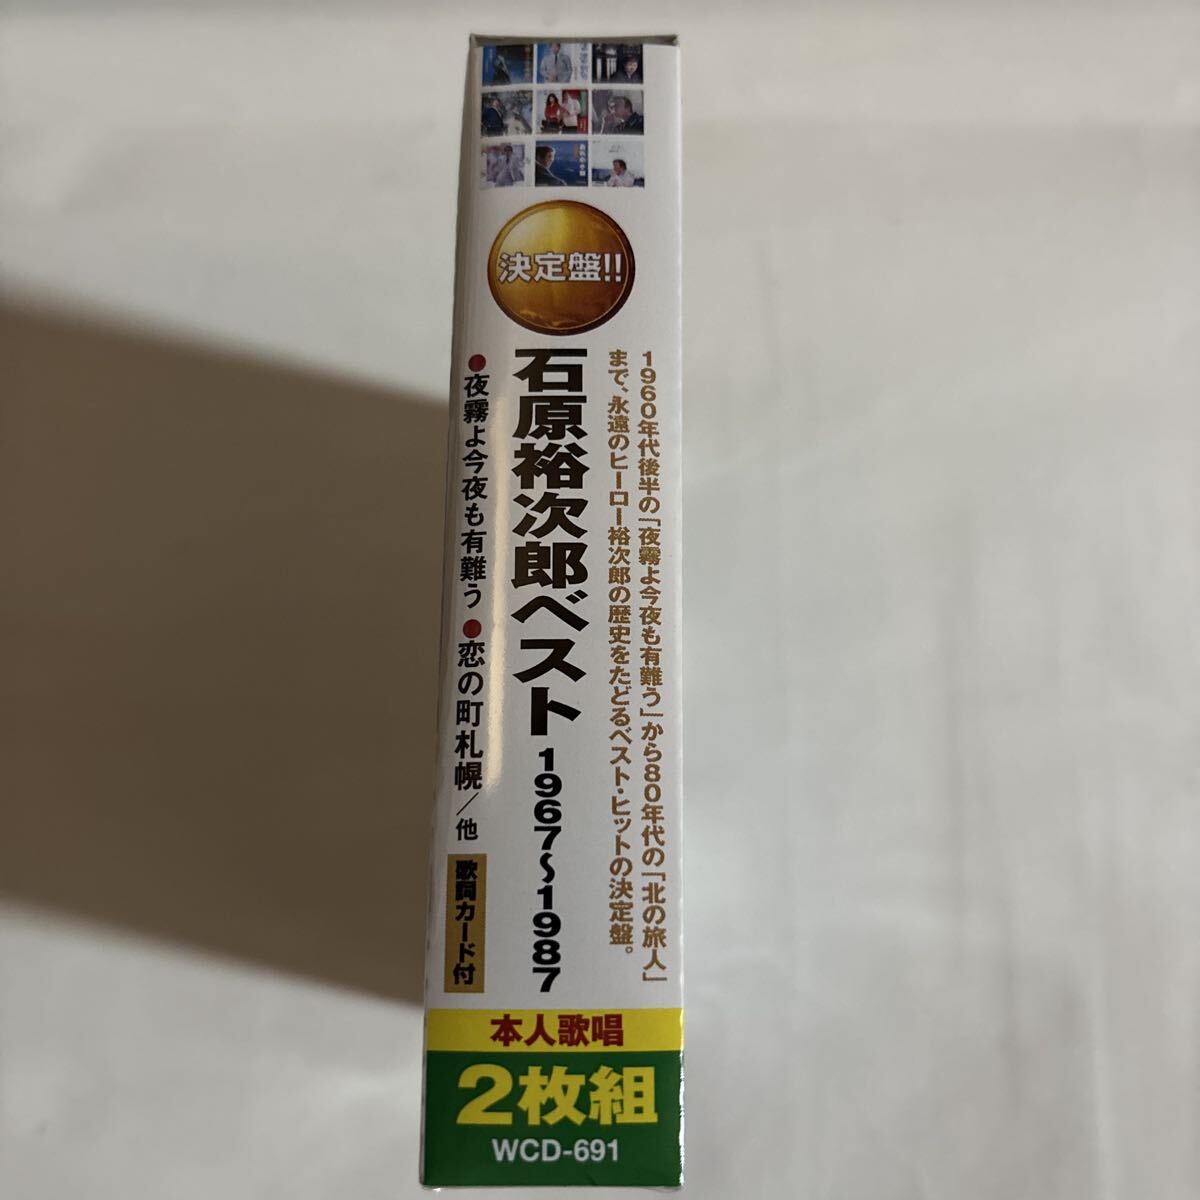 決定盤!!
1960年代後半の「夜霧よ今夜も有難う」から80年代の「北の旅人」
まで、永遠のヒーロー裕次郎の歴史をたどるベスト・ヒットの決定盤。
石原裕次郎ベスト 1967〜1987
●夜霧よ今夜も有難う ●恋の町札幌/他
歌詞カード付
本人歌唱
2枚組
WCD-691